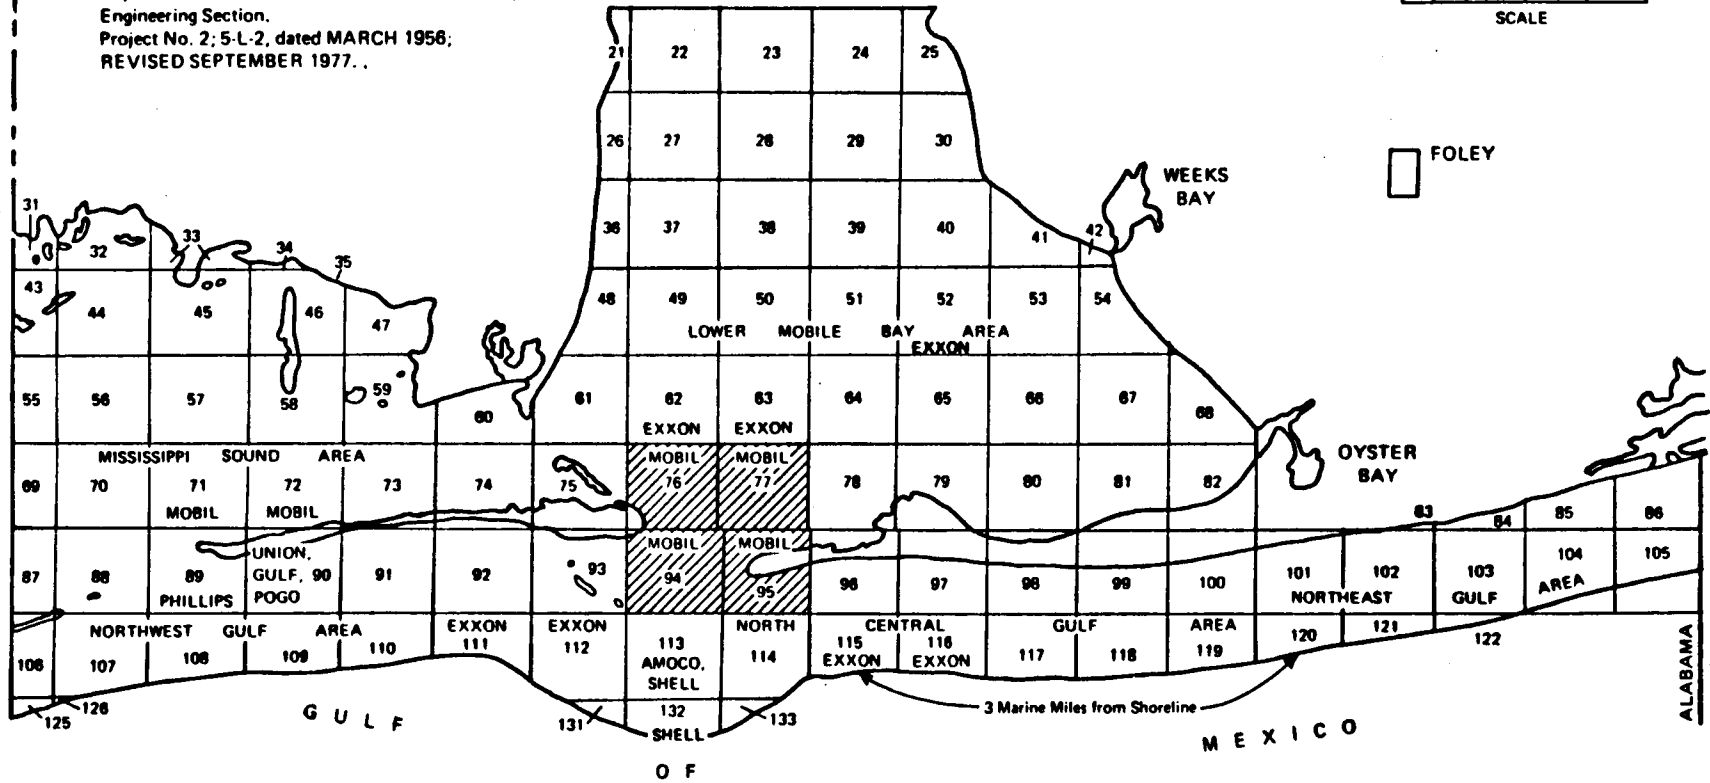 Engineering Section.
Project No. 2; 5-L-2, dated MARCH 1956;
REVISED SEPTEMBER 1977. .
SCALE
21 22 23 24 25
26 27 28 29 30
FOLEY
WEEKS
BAY
31 32 33 34 35
36 37 38 39 40 41 42
43 44 45 46 47
48 49 50 51 52 53 54
LOWER MOBILE BAY AREA
EXXON
55 56 57 58 59 60
61 62 63 64 65 66 67 68
EXXON EXXON
OYSTER
BAY
MISSISSIPPI SOUND AREA
MOBIL MOBIL
69 70 71 72 73 74 75 76 77 78 79 80 81 82
MOBIL MOBIL
83 84 85 86
MOBIL MOBIL
UNION,
GULF, 90
POGO
87 88 89 91 92 93 94 95 96 97 98 99 100 101 102 103 104 105
PHILLIPS
NORTHEAST GULF AREA
NORTHWEST GULF AREA
EXXON EXXON
NORTH CENTRAL GULF AREA
106 107 108 109 110 111 112 113 114 115 116 117 118 119 120 121 122
AMOCO,
SHELL
EXXON EXXON
125 126 131 132 133
SHELL
3 Marine Miles from Shoreline
ALABAMA
GULF
OF
MEXICO